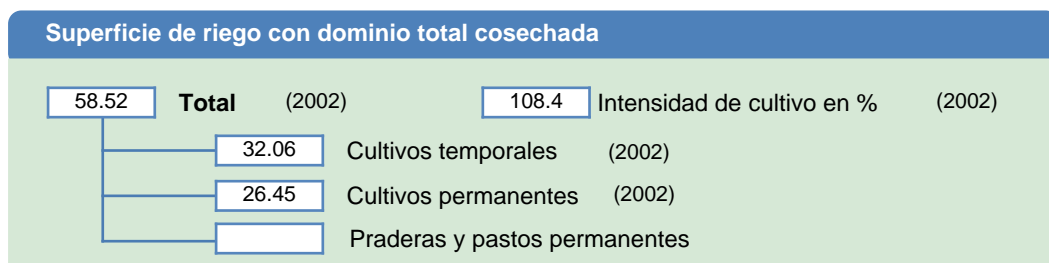 Superficie de riego con dominio total cosechada
58.52 Total (2002) 108.4 Intensidad de cultivo en % (2002)
32.06 Cultivos temporales (2002)
26.45 Cultivos permanentes (2002)
Praderas y pastos permanentes